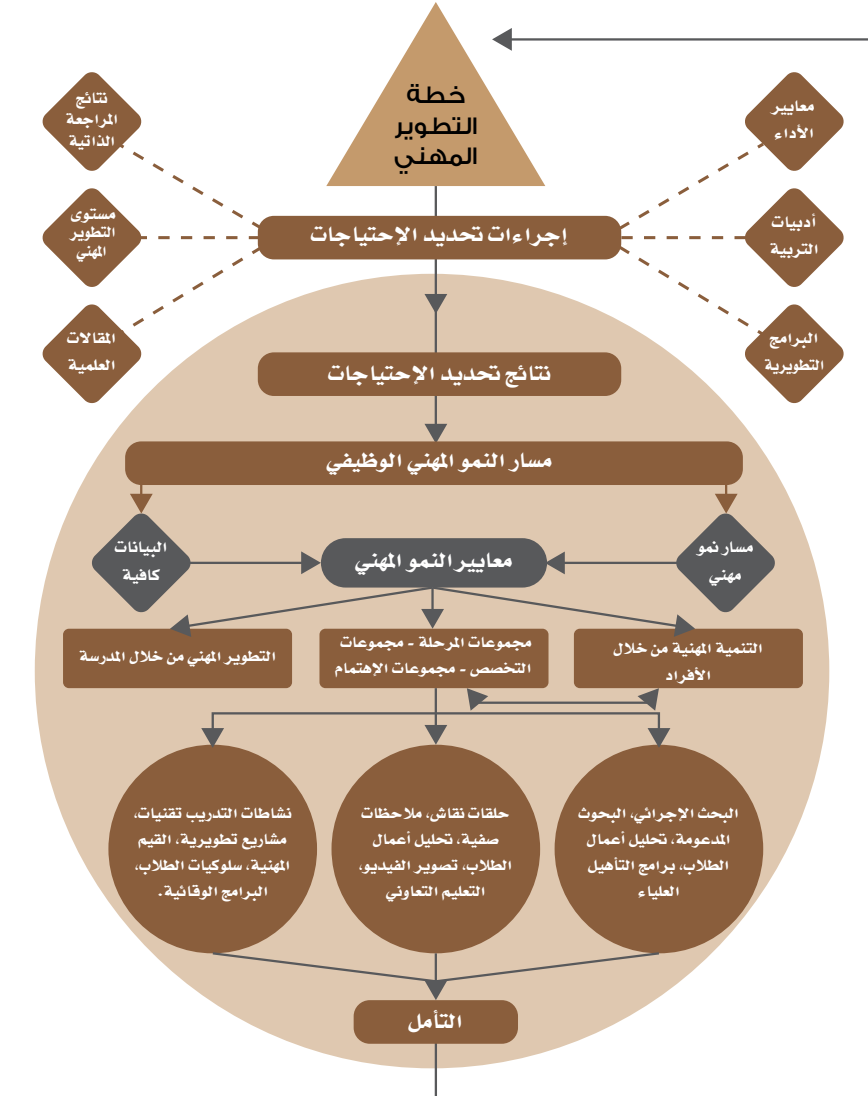 خطة
التطوير
المهني
معايير
الأداء
نتائج
المراجعة
الذاتية
أدبيات
التربية
إجراءات تحديد الإحتياجات
مستوى
التطوير
المهني
البرامج
التطويرية
المقالات
العلمية
نتائج تحديد الإحتياجات
مسار النمو المهني الوظيفي
مسار نمو
مهني
معايير النمو المهني
البيانات
كافية
التنمية المهنية من خلال
الأفراد
مجموعات المرحلة - مجموعات
التخصص - مجموعات الإهتمام
التطوير المهني من خلال المدرسة
البحث الإجرائي، البحوث
المدعومة، تحليل أعمال
الطلاب، برامج التأهيل
العلياء
حلقات نقاش، ملاحظات
صفية، تحليل أعمال
الطلاب، تصوير الفيديو،
التعليم التعاوني
نشاطات التدريب تقنيات،
مشاريع تطويرية، القيم
المهنية، سلوكيات الطلاب،
البرامج الوقائية.
التأمل